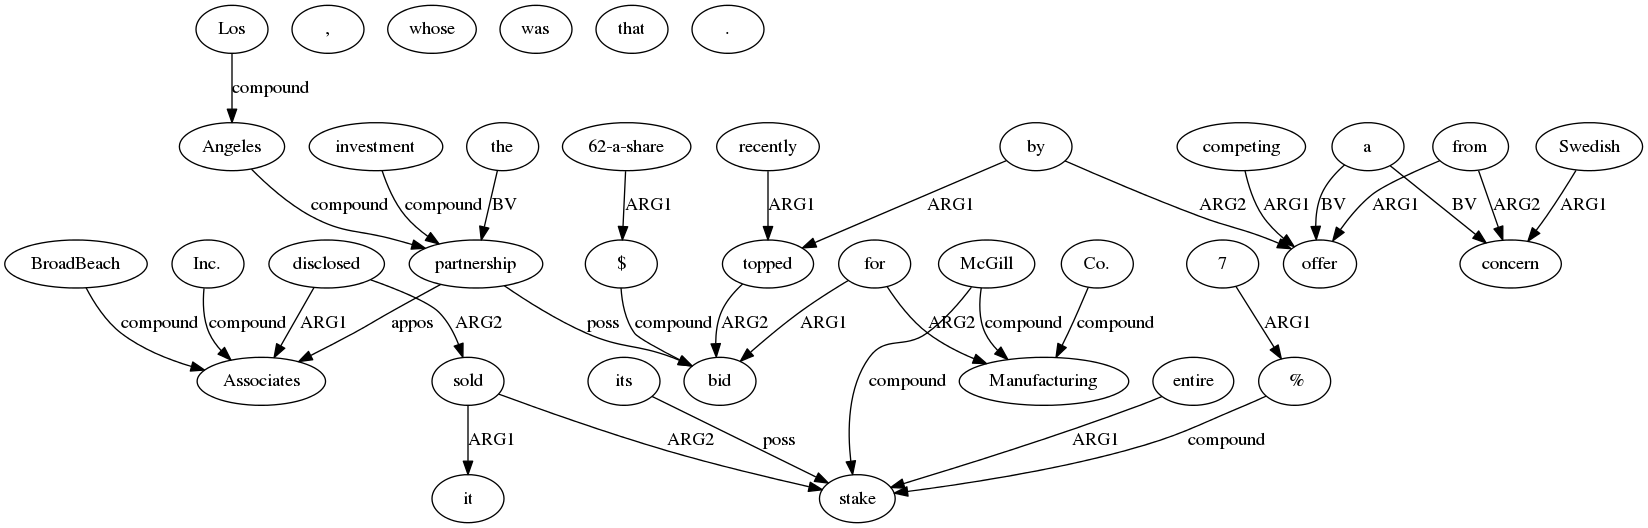 Los , whose was that .
compound
Angeles investment the 62-a-share recently by competing a from Swedish
compound compound BV ARG1 ARG1 ARG1 ARG2 ARG1 BV ARG1 BV ARG2 ARG1
BroadBeach Inc. disclosed partnership $ topped for McGill Co. 7 offer concern
compound compound ARG1 appos ARG2 poss compound ARG2 ARG1 ARG2 compound compound ARG1
Associates sold its bid Manufacturing entire %
compound
ARG1 ARG2 poss ARG1 compound
it stake